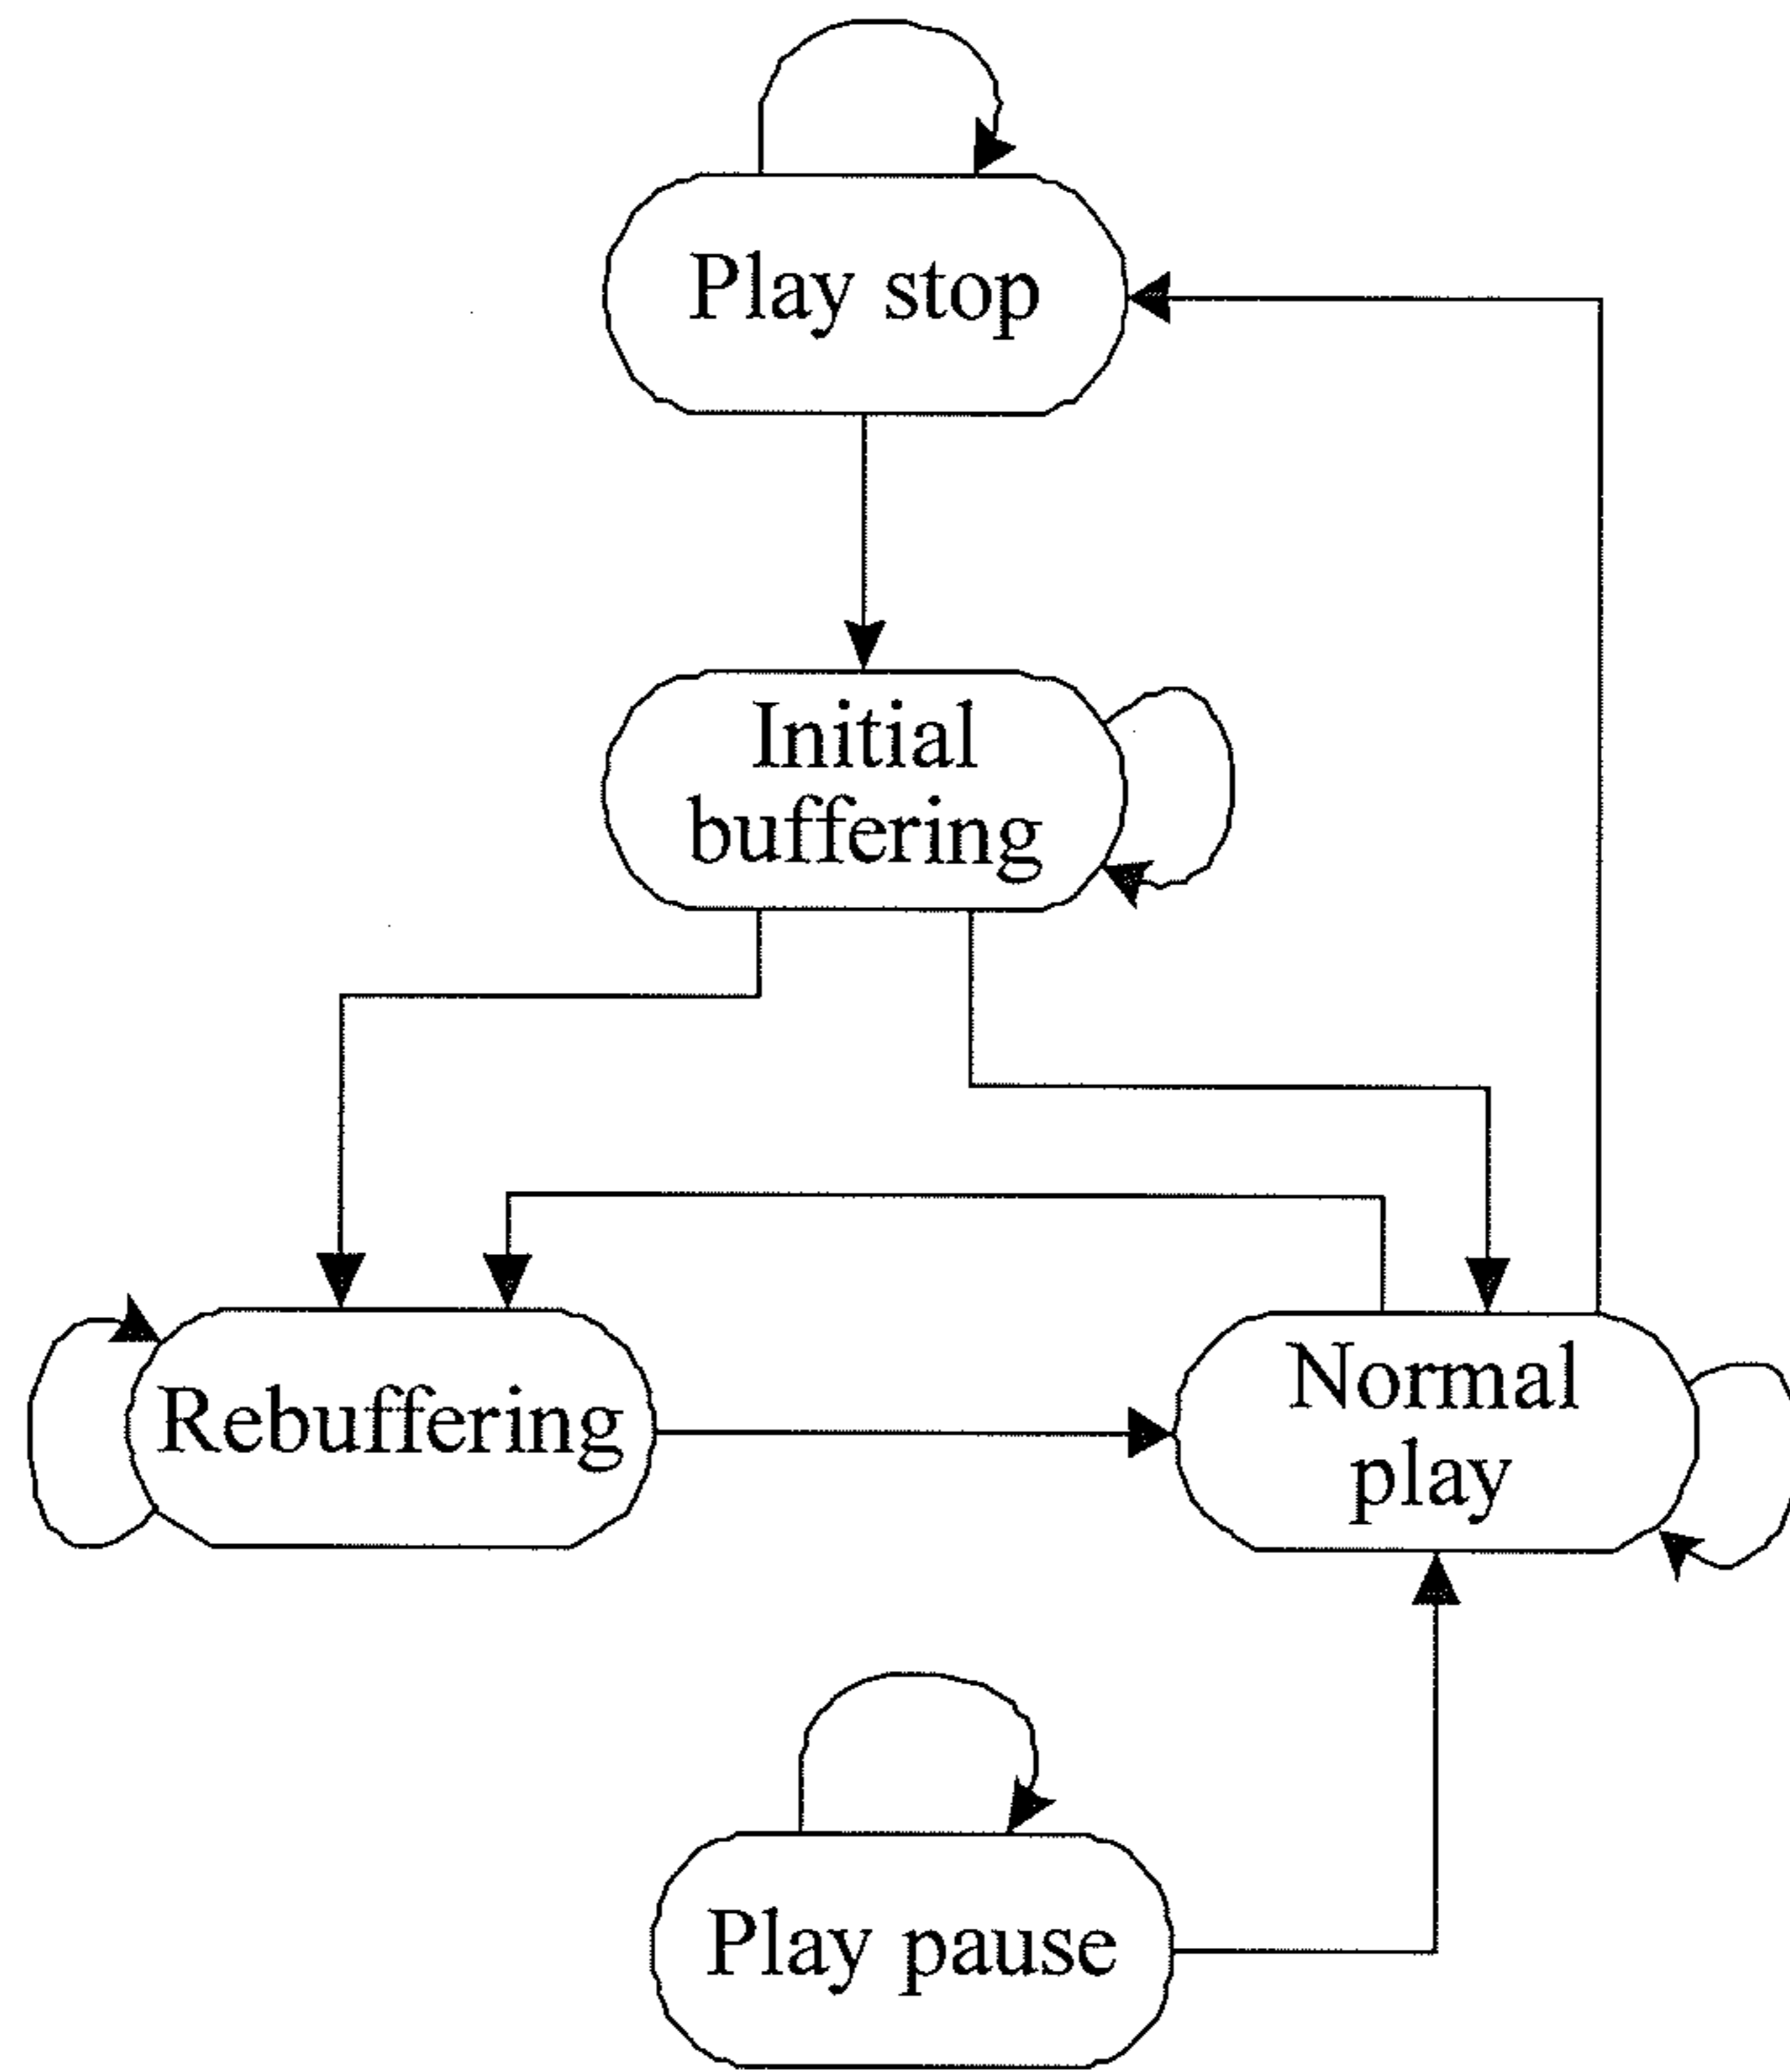 Play stop
Initial
buffering
Rebuffering
Normal
play
Play pause